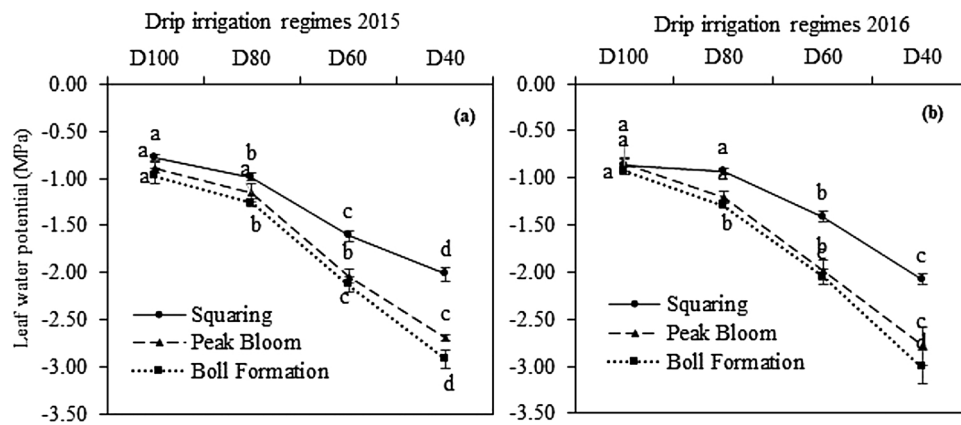 Drip irrigation regimes 2015
D100 D80 D60 D40
Leaf water potential (MPa)
0.00
-0.50
-1.00
-1.50
-2.00
-2.50
-3.00
-3.50
(a)
a
a
a
b
a
b
c
b
c
d
c
d
Squaring
Peak Bloom
Boll Formation
Drip irrigation regimes 2016
D100 D80 D60 D40
0.00
-0.50
-1.00
-1.50
-2.00
-2.50
-3.00
-3.50
(b)
a
a
a
a
b
b
b
c
c
c
d
Squaring
Peak Bloom
Boll Formation